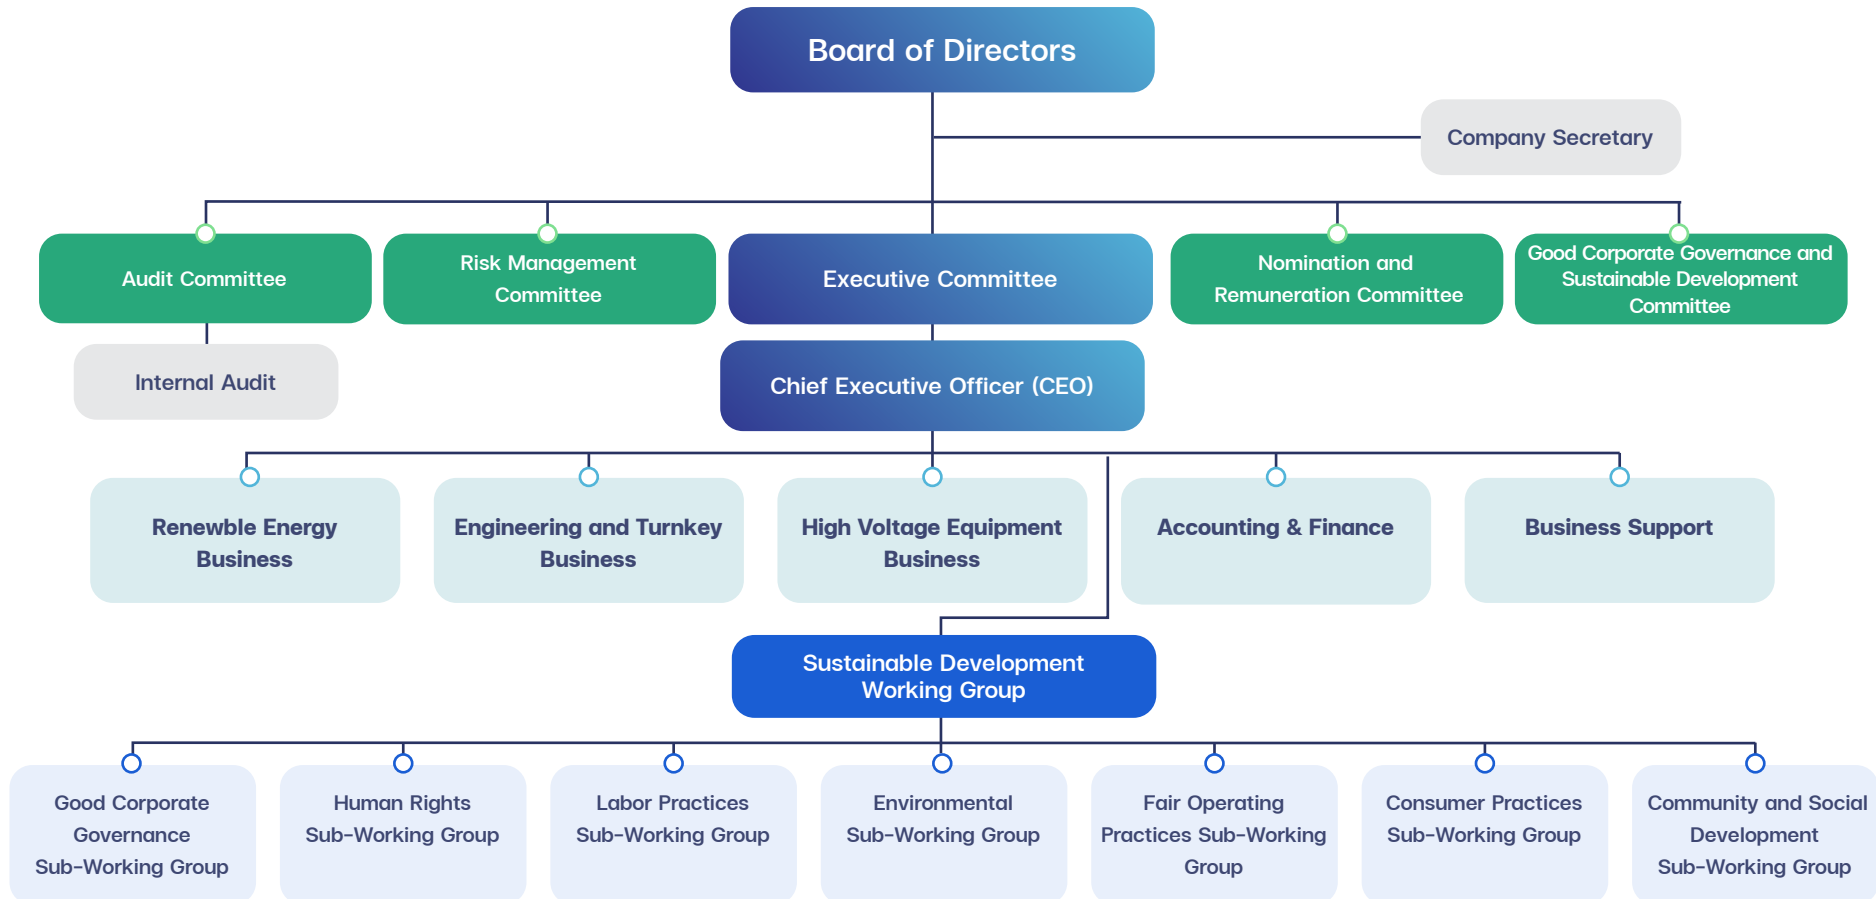 Board of Directors
Company Secretary
Audit Committee
Risk Management
Committee
Executive Committee
Nomination and
Remuneration Committee
Good Corporate Governance and
Sustainable Development
Committee
Internal Audit
Chief Executive Officer (CEO)
Renewble Energy
Business
Engineering and Turnkey
Business
High Voltage Equipment
Business
Accounting & Finance
Business Support
Sustainable Development
Working Group
Good Corporate
Governance
Sub-Working Group
Human Rights
Sub-Working Group
Labor Practices
Sub-Working Group
Environmental
Sub-Working Group
Fair Operating
Practices Sub-Working
Group
Consumer Practices
Sub-Working Group
Community and Social
Development
Sub-Working Group